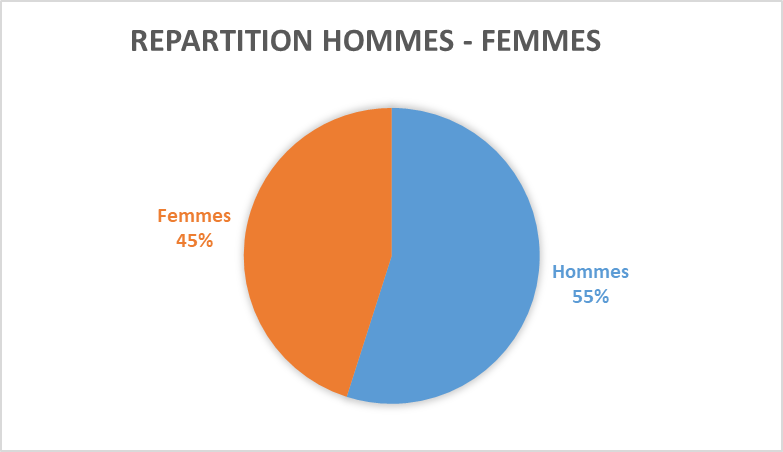 REPARTITION HOMMES - FEMMES
Femmes
45%
Hommes
55%